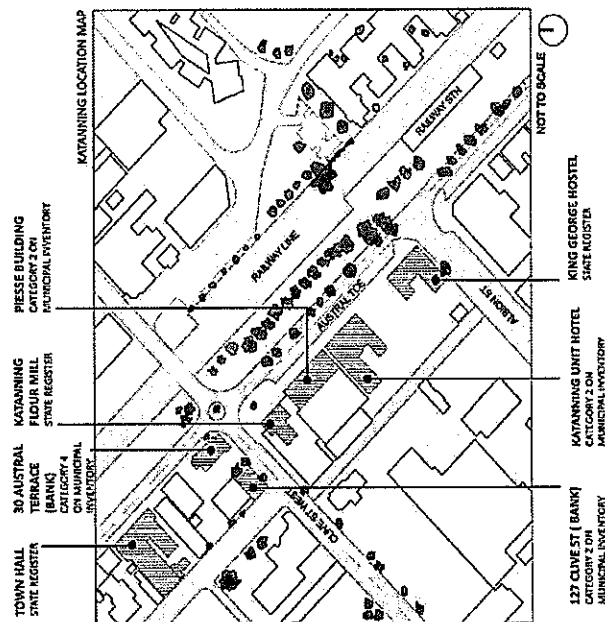 KATANNING LOCATION MAP
NOT TO SCALE
TOWN HALL
STATE REGISTER
30 AUSTRAL
TERRACE
(BANK)
CATEGORY 4
ON MUNICIPAL
INVENTORY
KATANNING
FLOUR MILL
STATE REGISTER
PIESSE BUILDING
CATEGORY 2 ON
MUNICIPAL INVENTORY
RAILWAY LINE
RAILWAY STN
AUSTRAL TCE
CLIVE ST WEST
ALBION ST
127 CLIVE ST ( BANK)
CATEGORY 2 ON
MUNICIPAL INVENTORY
KATANNING UNIT HOTEL
CATEGORY 2 ON
MUNICIPAL INVENTORY
KING GEORGE HOSTEL
STATE REGISTER